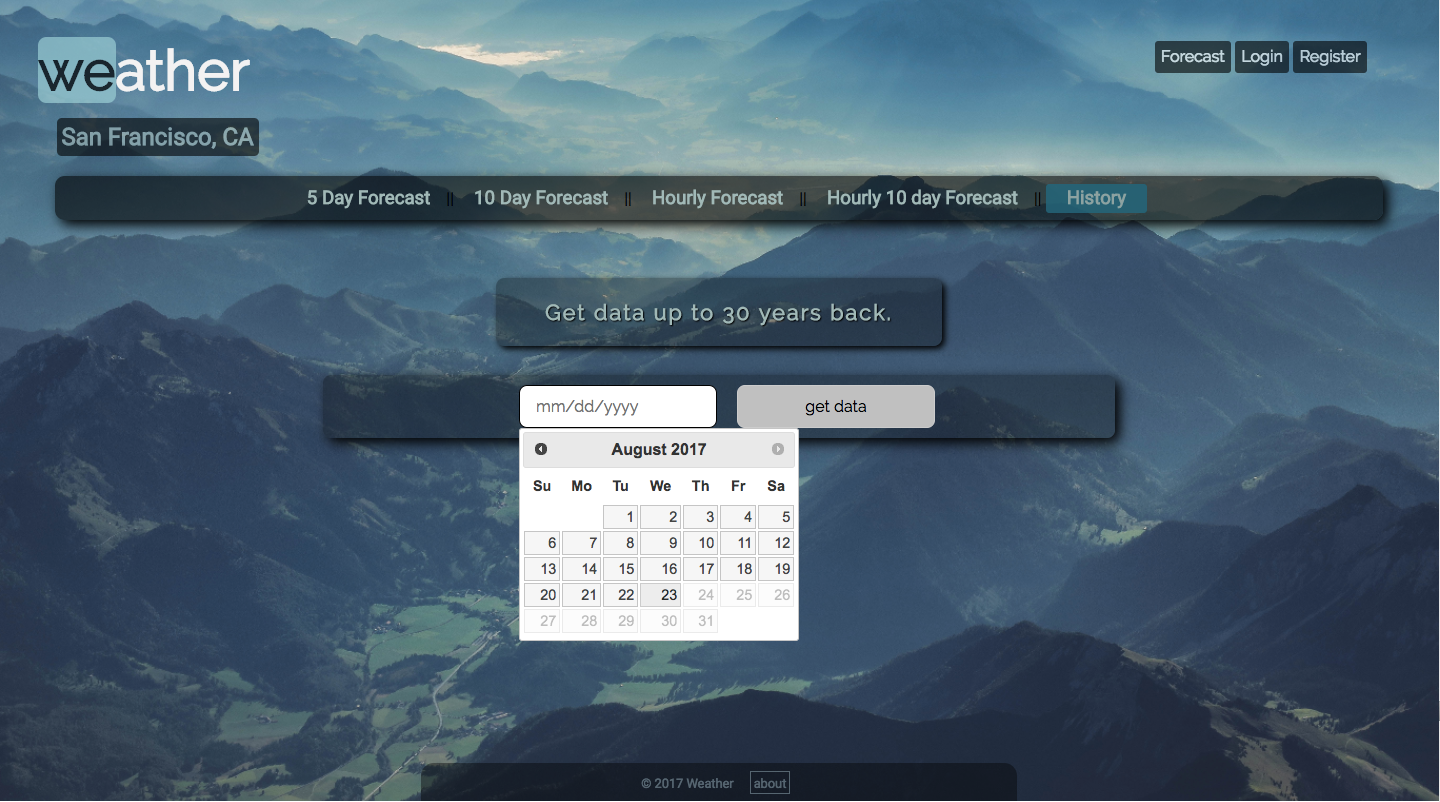 weather
Forecast Login Register
San Francisco, CA
5 Day Forecast || 10 Day Forecast || Hourly Forecast || Hourly 10 day Forecast || History
Get data up to 30 years back.
mm/dd/yyyy get data
August 2017
Su Mo Tu We Th Fr Sa
1 2 3 4 5
6 7 8 9 10 11 12
13 14 15 16 17 18 19
20 21 22 23 24 25 26
27 28 29 30 31
© 2017 Weather about